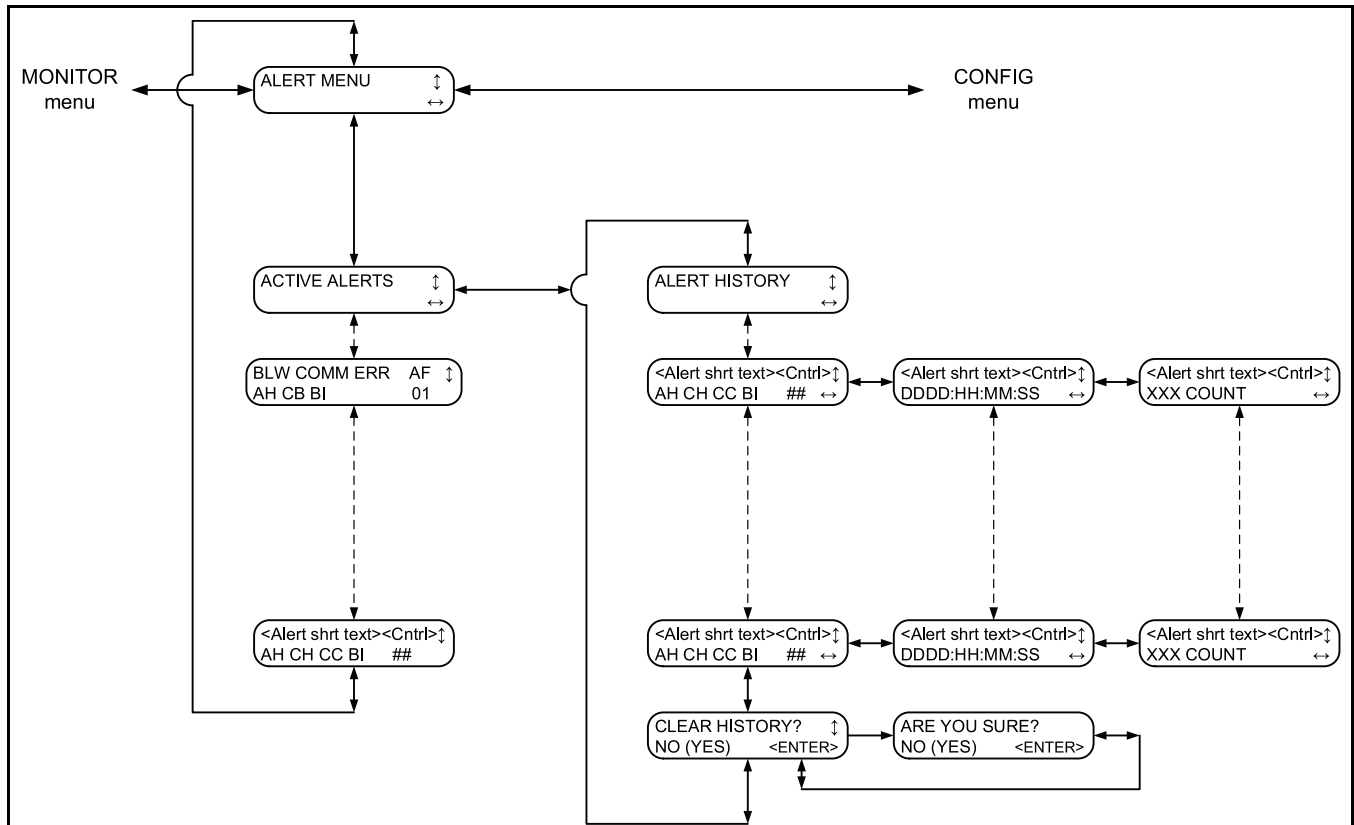 MONITOR
menu
ALERT MENU ↕
↔
CONFIG
menu
ACTIVE ALERTS ↕
↔
ALERT HISTORY ↕
↔
BLW COMM ERR AF ↕
AH CB BI 01
<Alert shrt text><Cntrl>↕
AH CH CC BI ## ↔
<Alert shrt text><Cntrl>↕
DDDD:HH:MM:SS ↔
<Alert shrt text><Cntrl>↕
XXX COUNT ↔
<Alert shrt text><Cntrl>↕
AH CH CC BI ##
<Alert shrt text><Cntrl>↕
AH CH CC BI ## ↔
<Alert shrt text><Cntrl>↕
DDDD:HH:MM:SS ↔
<Alert shrt text><Cntrl>↕
XXX COUNT ↔
CLEAR HISTORY? ↕
NO (YES) <ENTER>
ARE YOU SURE?
NO (YES) <ENTER>